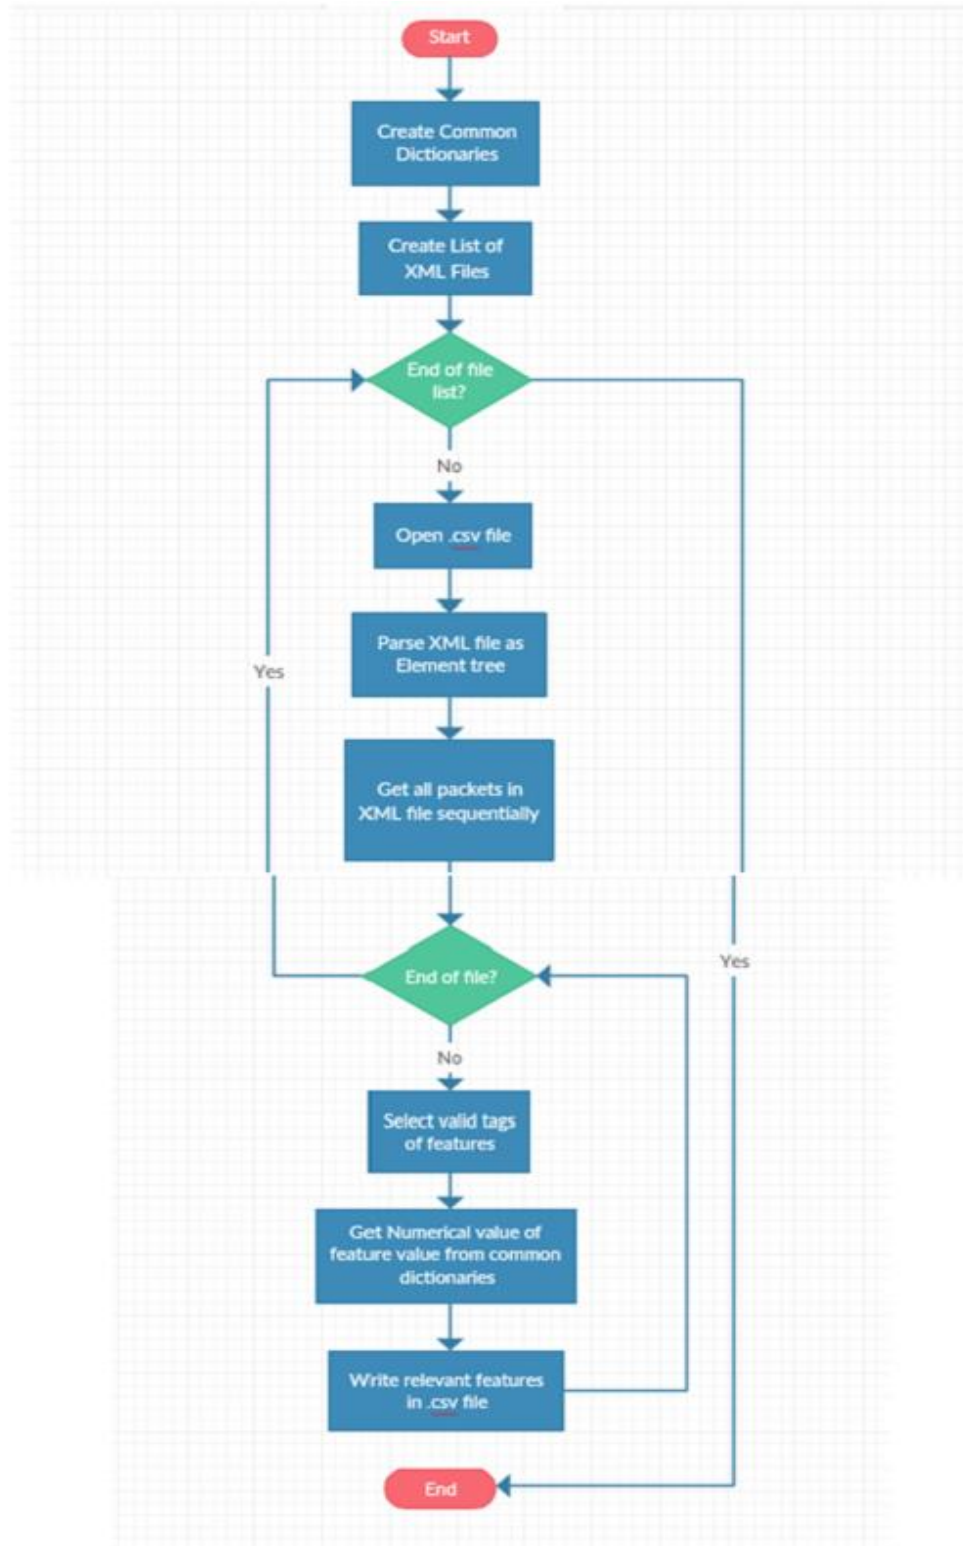 Start
Create Common
Dictionaries
Create List of
XML Files
End of file
list?
No
Open .csv file
Parse XML file as
Element tree
Yes
Get all packets in
XML file sequentially
End of file?
Yes
No
Select valid tags
of features
Get Numerical value of
feature value from common
dictionaries
Write relevant features
in .csv file
End